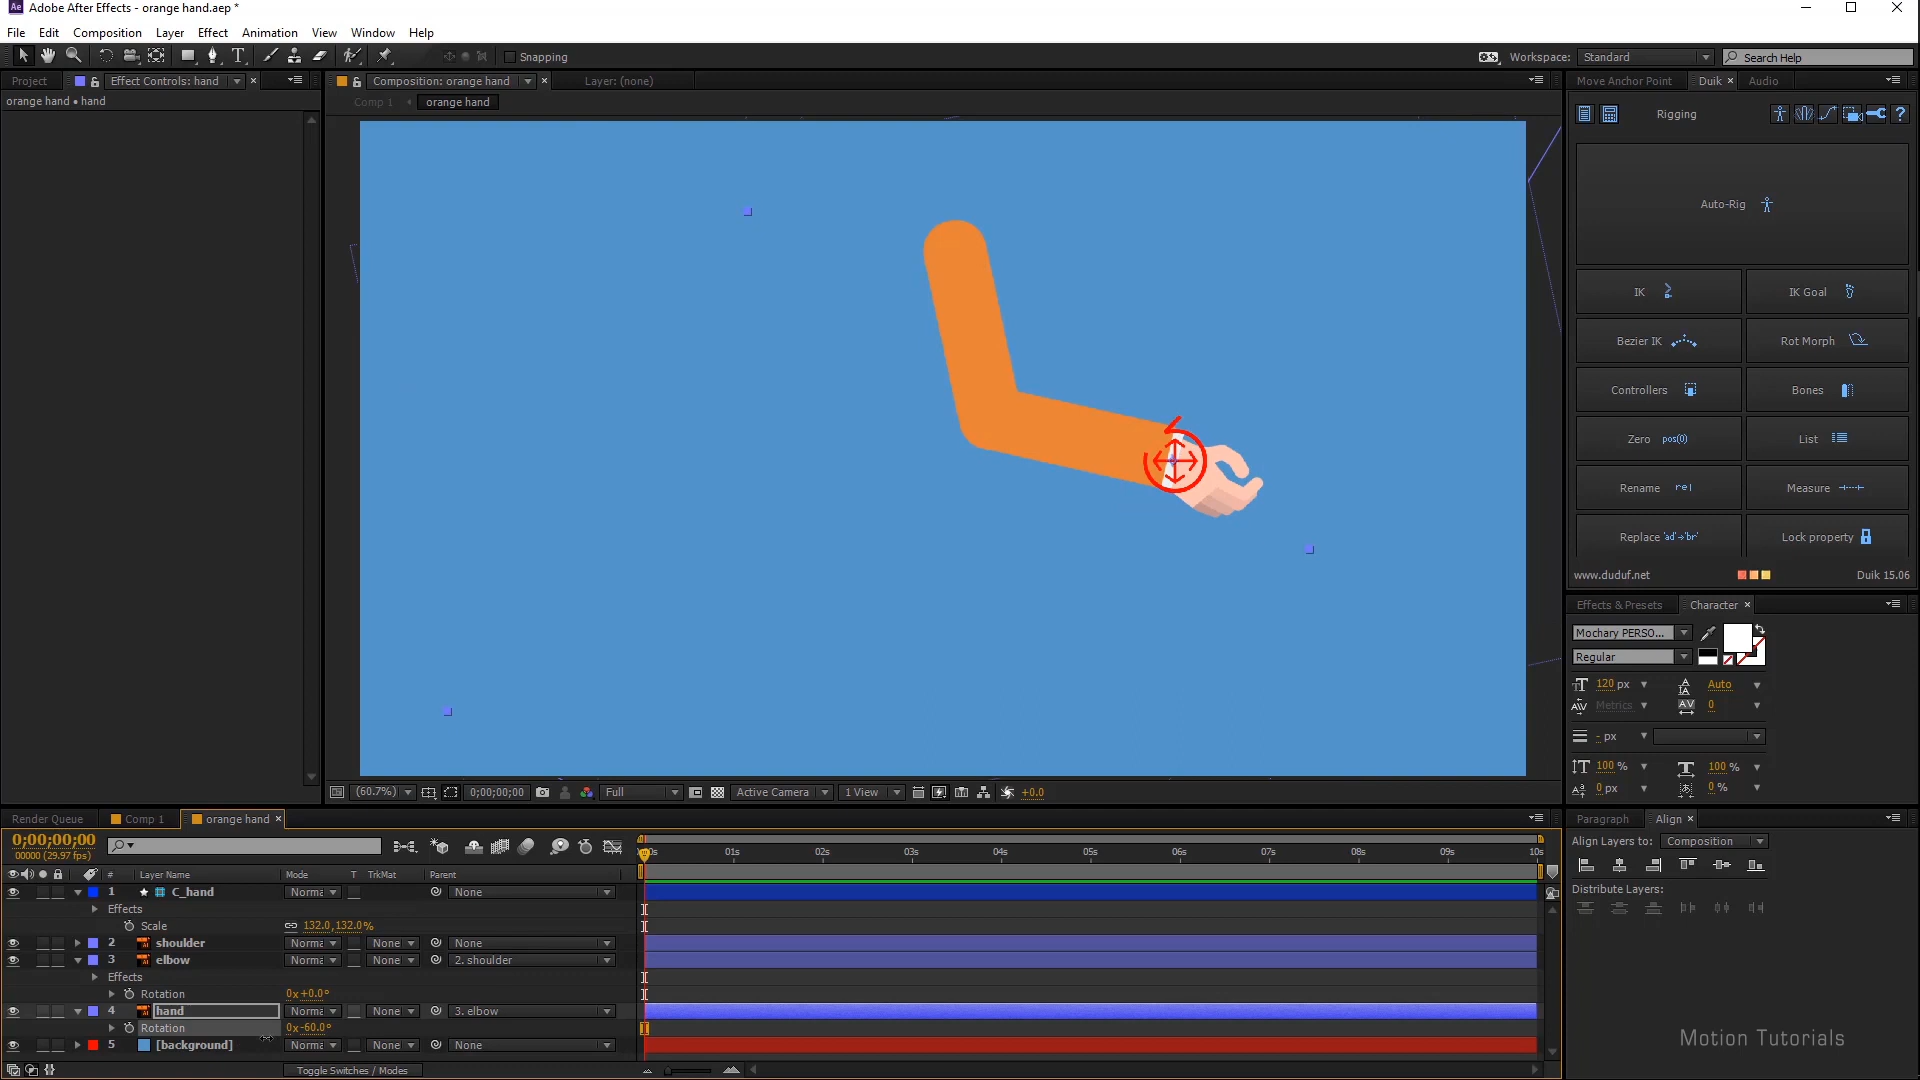 Adobe After Effects - orange hand.aep *
File Edit Composition Layer Effect Animation View Window Help
Snapping
Workspace: Standard
Search Help
Project Effect Controls: hand
orange hand • hand
Composition: orange hand Layer: (none)
Comp 1 orange hand
Move Anchor Point Duik Audio
Rigging
Auto-Rig
IK IK Goal
Bezier IK Rot Morph
Controllers Bones
Zero pos(0) List
Rename Measure
Replace Lock property
www.duduf.net Duik 15.06
Effects & Presets Character
Mochary PERSO...
Regular
120 px Auto
Metrics 0
- px
100 % 100 %
0 px 0 %
(60.7%) 0;00;00;00 Full Active Camera 1 View +0.0
Render Queue Comp 1 orange hand
0;00;00;00
00000 (29.97 fps)
01s 02s 03s 04s 05s 06s 07s 08s 09s 10s
# Layer Name Mode T TrkMat Parent
1 C_hand Norma None
Effects
Scale 132.0,132.0%
2 shoulder Norma None None
3 elbow Norma None 2. shoulder
Effects
Rotation 0x+0.0°
4 hand Norma None 3. elbow
Rotation 0x-60.0°
5 [background] Norma None None
Toggle Switches / Modes
Paragraph Align
Align Layers to: Composition
Distribute Layers:
Motion Tutorials